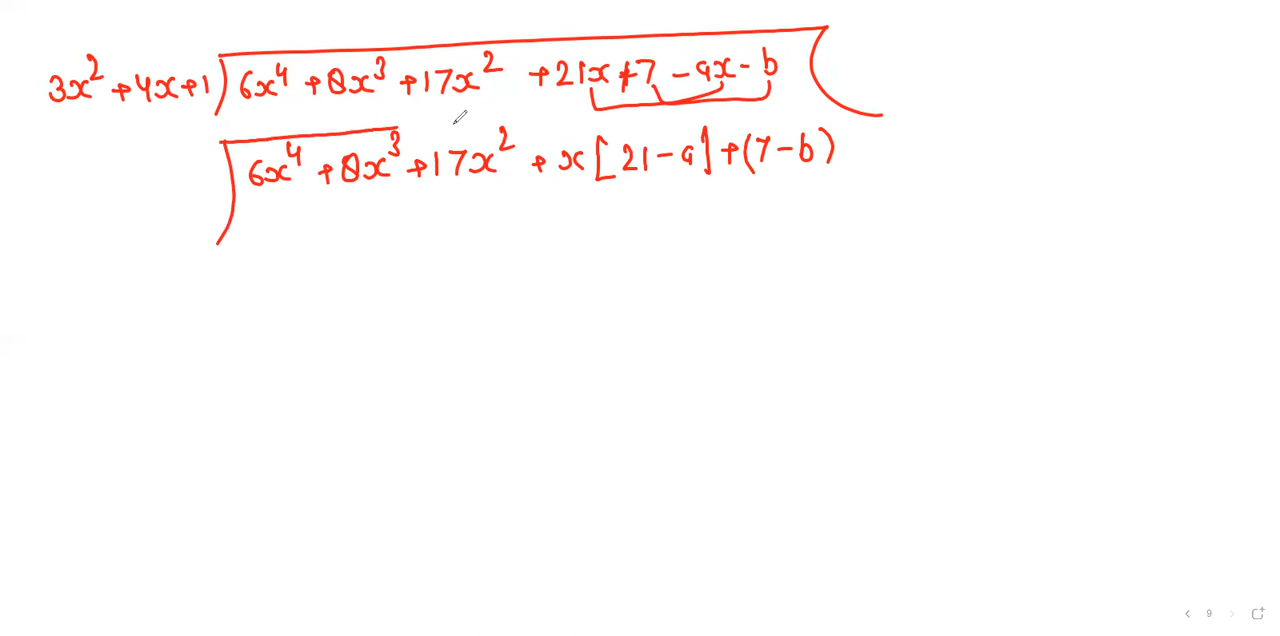 3x² + 4x + 1 ) 6x⁴ + 8x³ + 17x² + 21x + 7 - ax - b (
) 6x⁴ + 8x³ + 17x² + x [21 - a] + (7 - b)
< 9 >